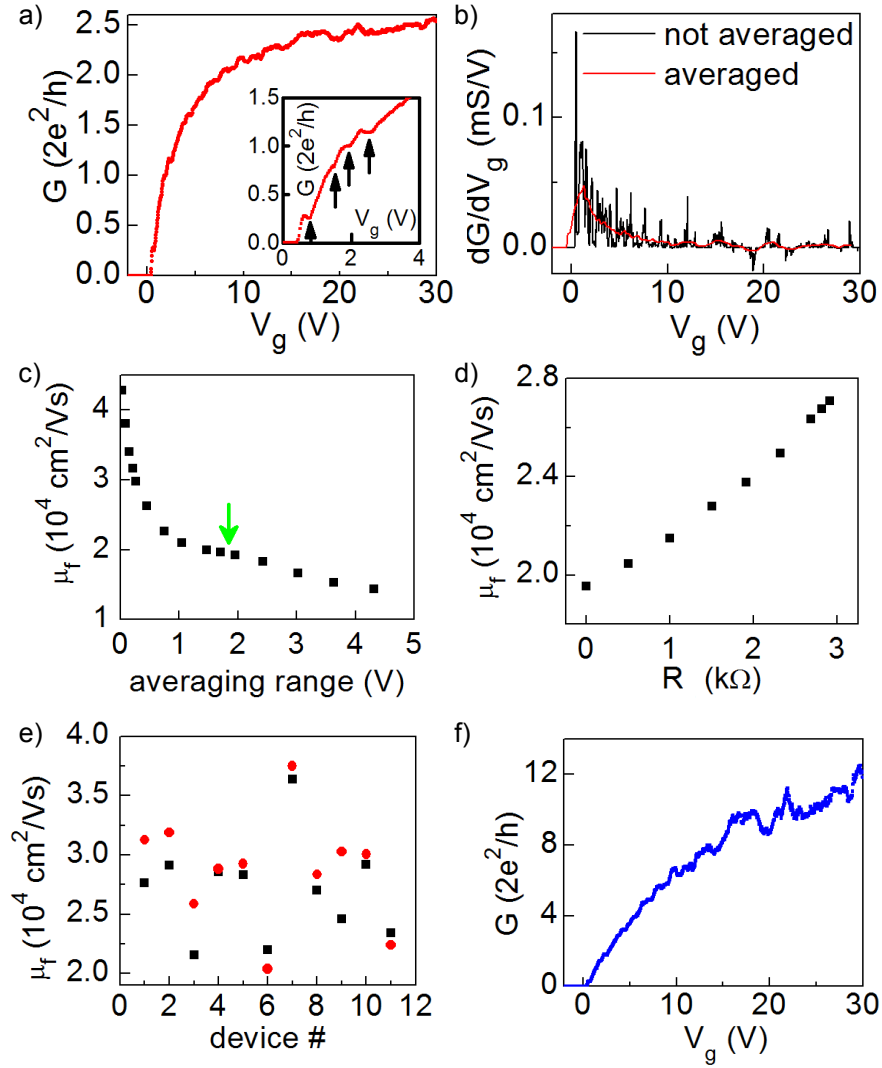 a)
G (2e²/h)
2.5
2.0
1.5
1.0
0.5
0.0
0
10
20
30
V_g (V)
G (2e²/h)
1.5
1.0
0.5
0.0
0
2
4
V_g (V)
b)
not averaged
averaged
dG/dV_g (mS/V)
0.1
0.0
0
10
20
30
V_g (V)
c)
μ_f (10⁴ cm²/Vs)
4
3
2
1
0
1
2
3
4
5
averaging range (V)
d)
μ_f (10⁴ cm²/Vs)
2.8
2.4
2.0
0
1
2
3
R (kΩ)
e)
μ_f (10⁴ cm²/Vs)
4.0
3.5
3.0
2.5
2.0
0
2
4
6
8
10
12
device #
f)
G (2e²/h)
12
8
4
0
0
10
20
30
V_g (V)